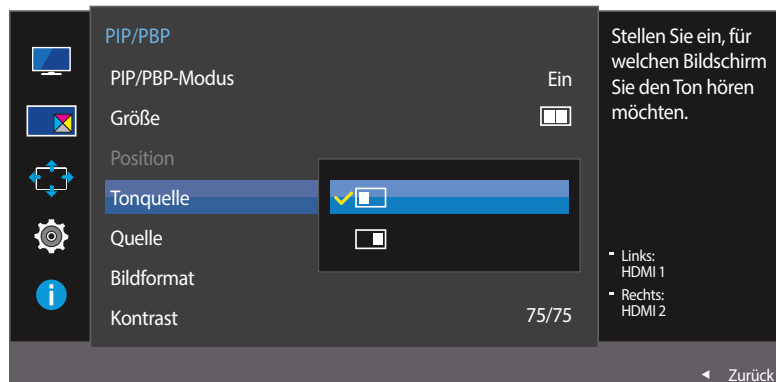 PIP/PBP
PIP/PBP-Modus Ein
Größe
Position
Tonquelle
Quelle
Bildformat
Kontrast 75/75
Stellen Sie ein, für
welchen Bildschirm
Sie den Ton hören
möchten.
- Links:
HDMI 1
- Rechts:
HDMI 2
Zurück